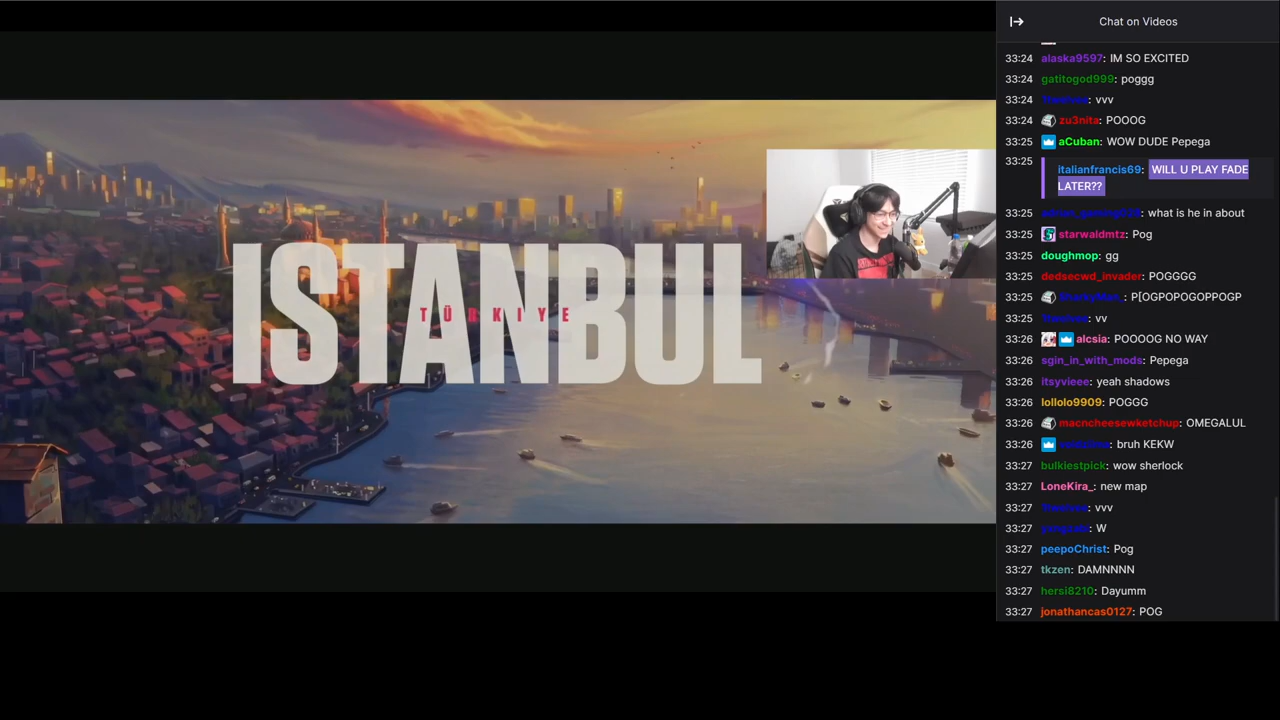 Chat on Videos
33:24 alaska9597: IM SO EXCITED
33:24 gatitogod999: poggg
33:24 : vvv
33:24 zu3nita: POOOG
33:25 aCuban: WOW DUDE Pepega
33:25 italianfrancis69: WILL U PLAY FADE
LATER??
33:25 : what is he in about
33:25 starwaldmtz: Pog
33:25 doughmop: gg
33:25 dedsecwd_invader: POGGGG
33:25 : P[OGPOPOGOPPOGP
33:25 : vv
33:26 alcsia: POOOOG NO WAY
33:26 sgin_in_with_mods: Pepega
33:26 itsyvieee: yeah shadows
33:26 lollolo9909: POGGG
33:26 macncheesewketchup: OMEGALUL
33:26 : bruh KEKW
33:27 bulkiestpick: wow sherlock
33:27 LoneKira_: new map
33:27 : vvv
33:27 : W
33:27 peepoChrist: Pog
33:27 tkzen: DAMNNNN
33:27 hersi8210: Dayumm
33:27 jonathancas0127: POG
ISTANBUL
TÜRKIYE